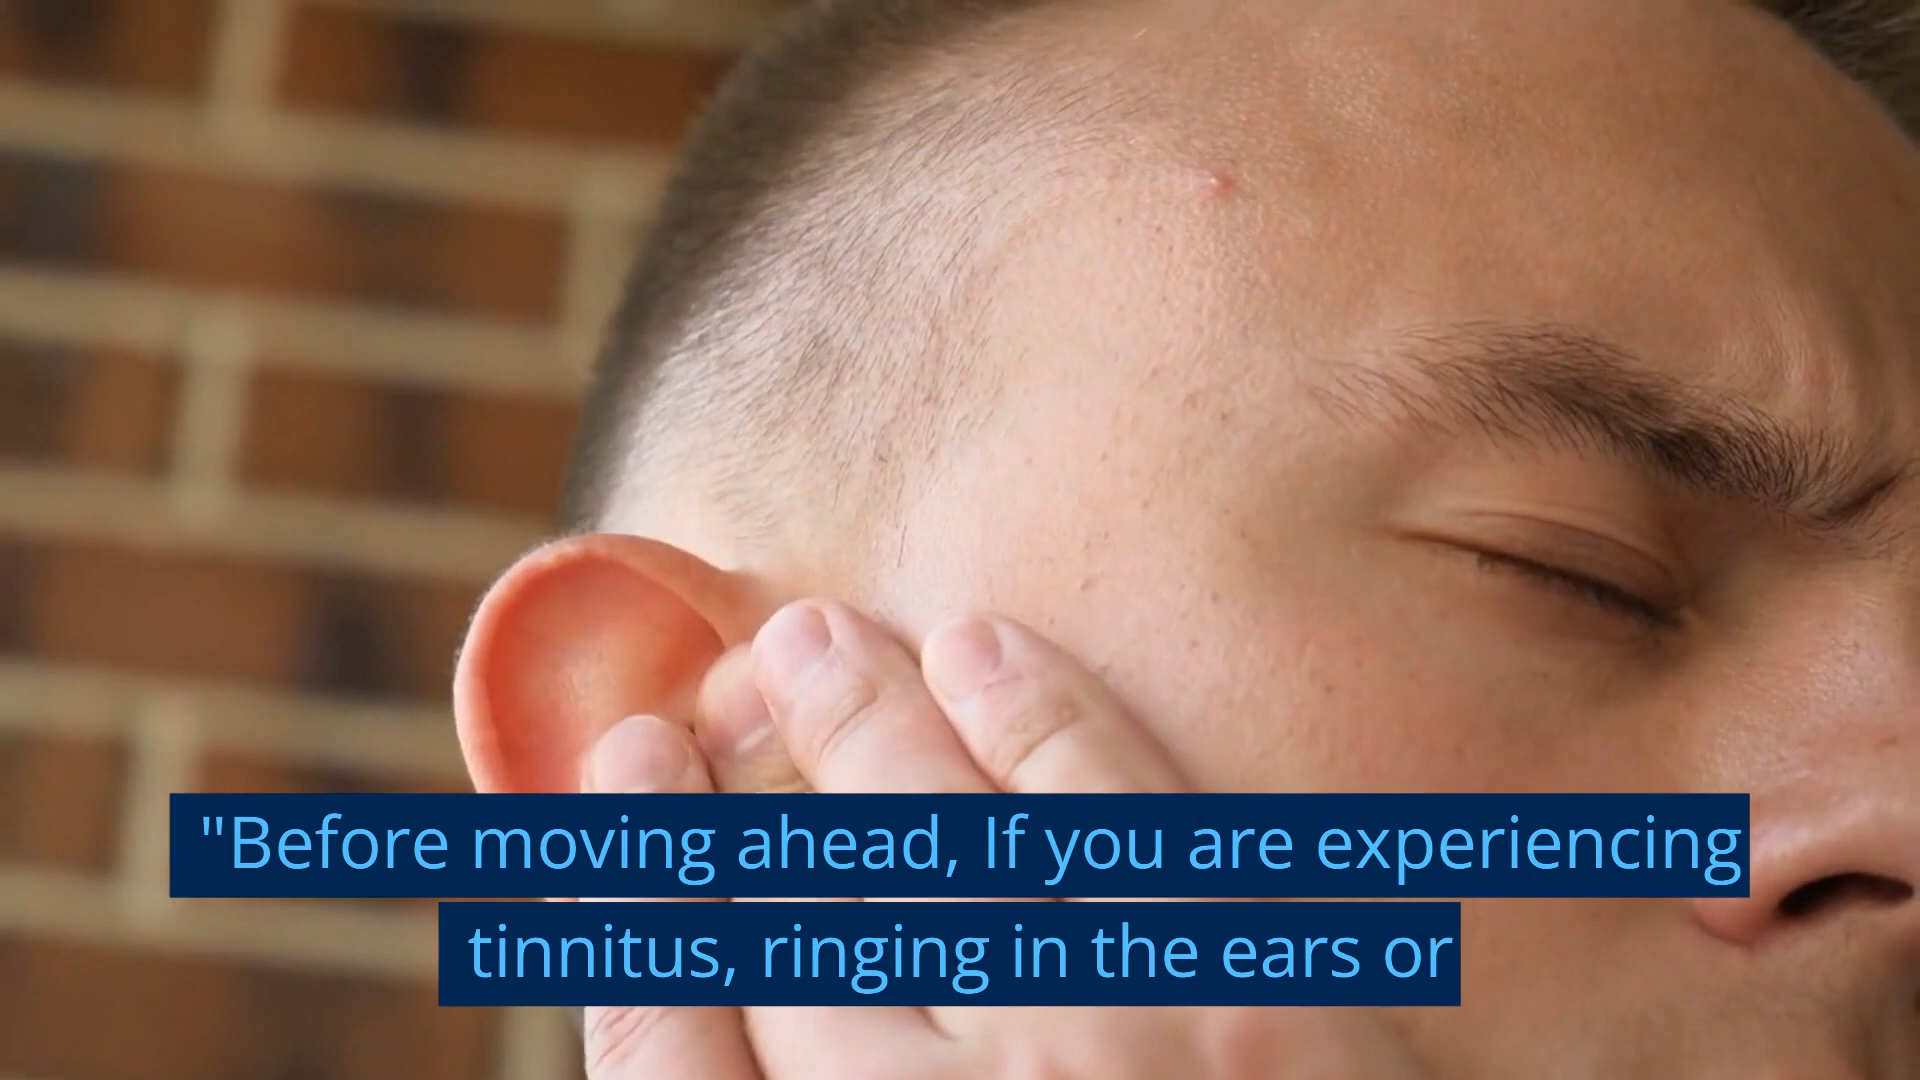 "Before moving ahead, If you are experiencing
tinnitus, ringing in the ears or